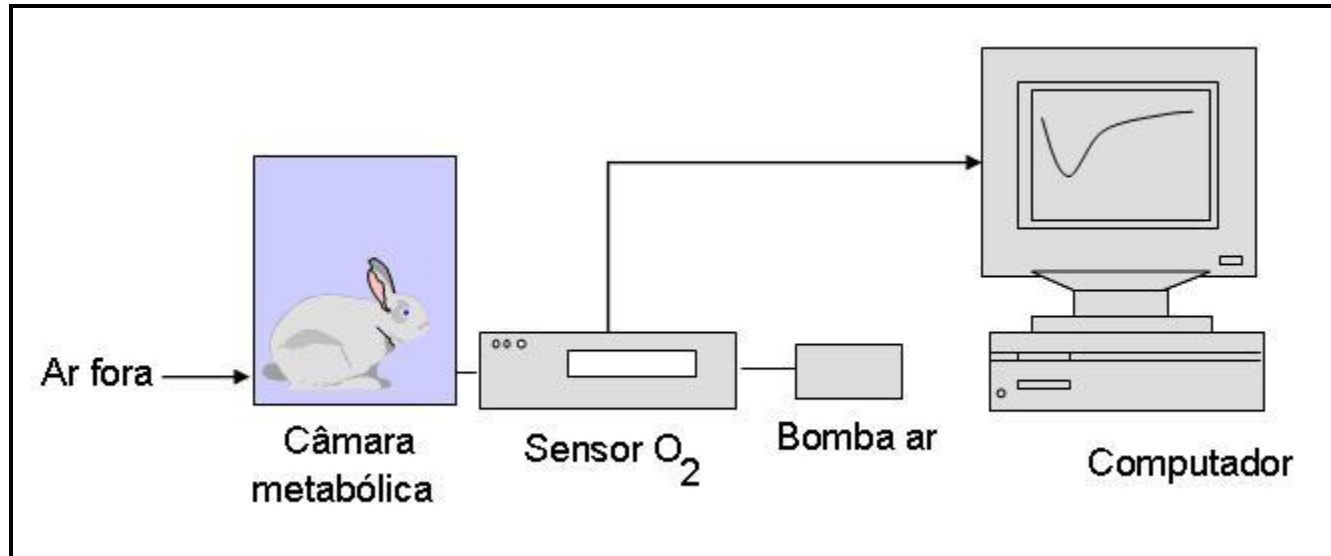 Ar fora
Câmara
metabólica
Sensor O₂
Bomba ar
Computador